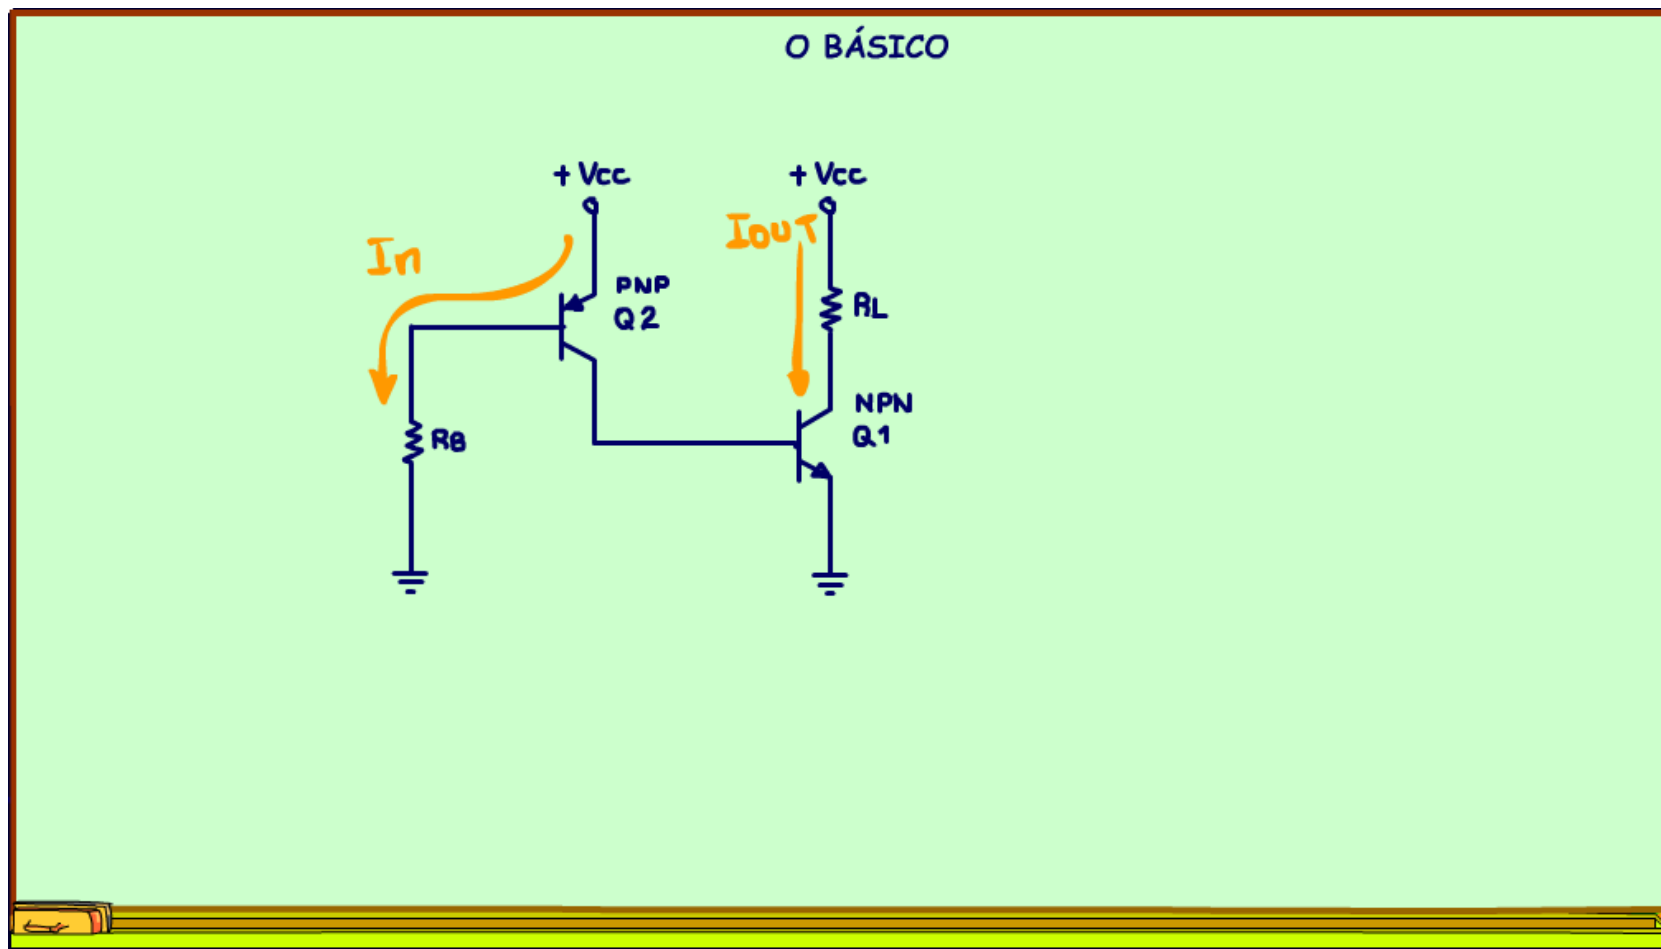 O BÁSICO
+ Vcc
+ Vcc
In
IOUT
PNP
Q2
RL
NPN
Q1
RB